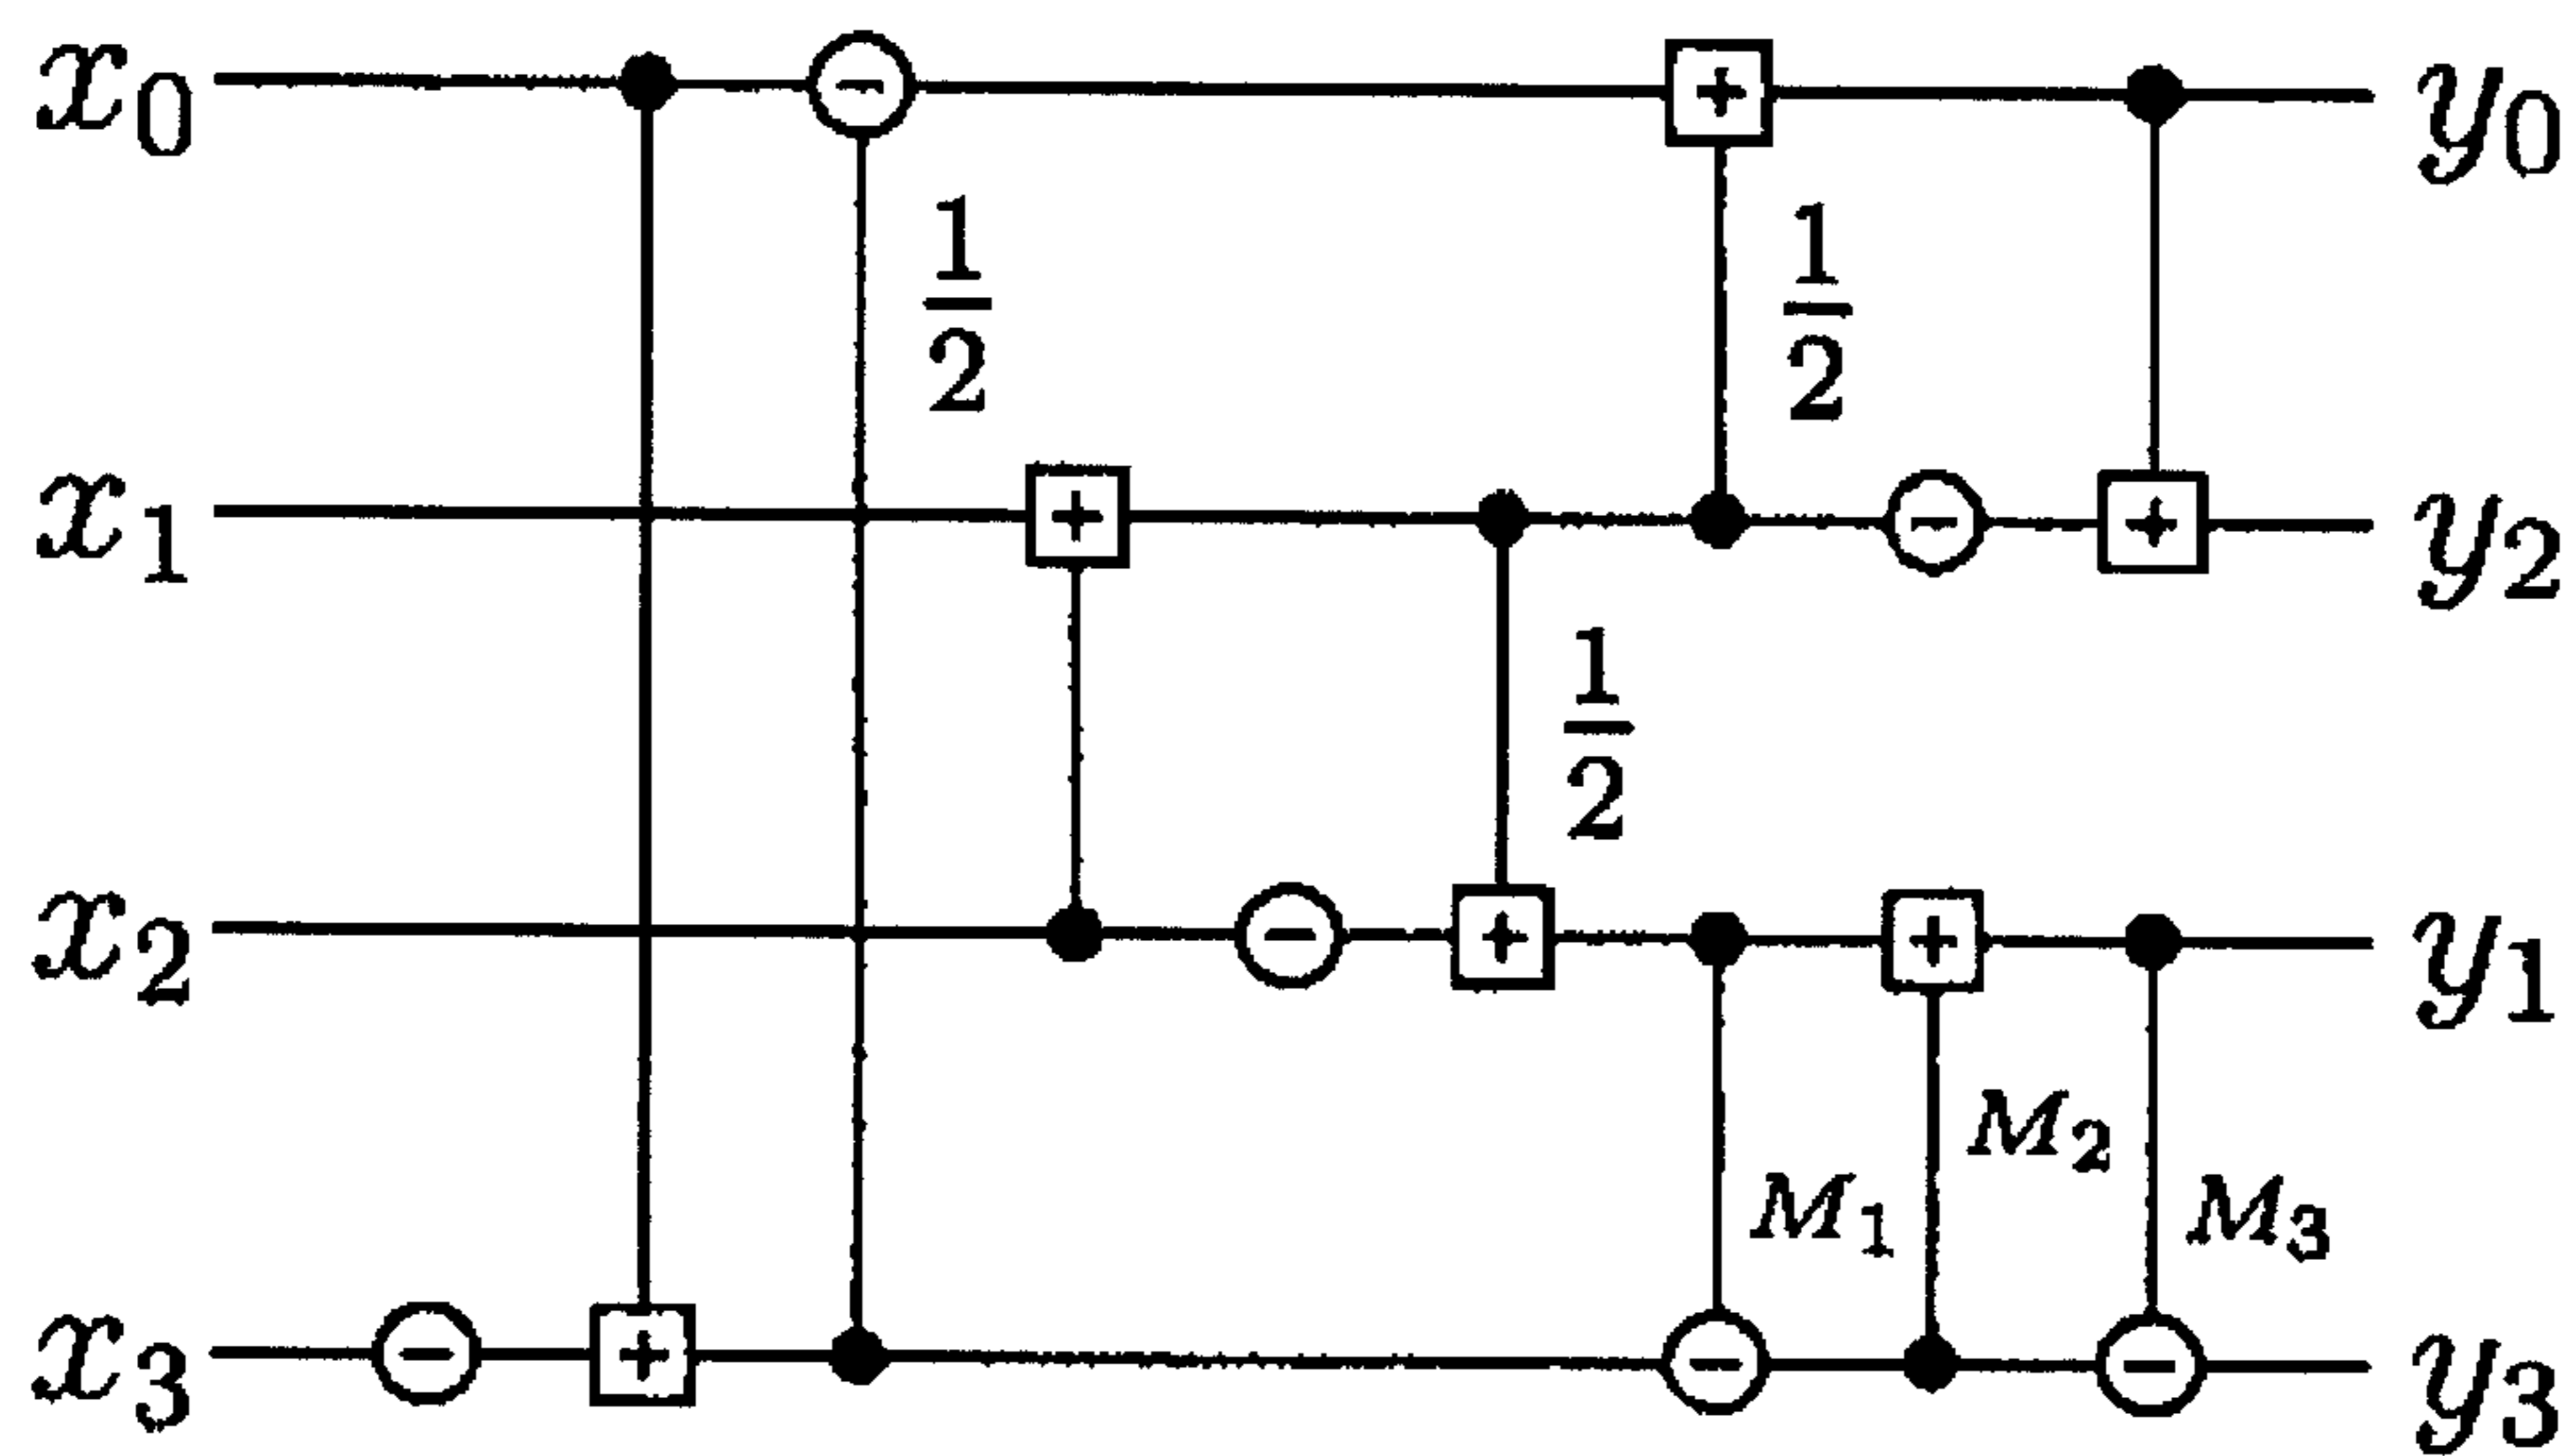 x₀ - + y₀
1/2 1/2
x₁ + - + y₂
1/2
x₂ - + + y₁
M₁ M₂ M₃
x₃ - + - - y₃